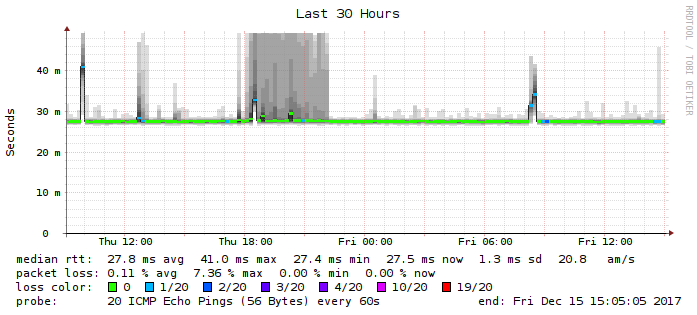 Last 30 Hours
RRDTOOL / TOBI OETIKER
Seconds
40 m
30 m
20 m
10 m
0
Thu 12:00 Thu 18:00 Fri 00:00 Fri 06:00 Fri 12:00
median rtt: 27.8 ms avg 41.0 ms max 27.4 ms min 27.5 ms now 1.3 ms sd 20.8 am/s
packet loss: 0.11 % avg 7.36 % max 0.00 % min 0.00 % now
loss color: 0 1/20 2/20 3/20 4/20 10/20 19/20
probe: 20 ICMP Echo Pings (56 Bytes) every 60s end: Fri Dec 15 15:05:05 2017